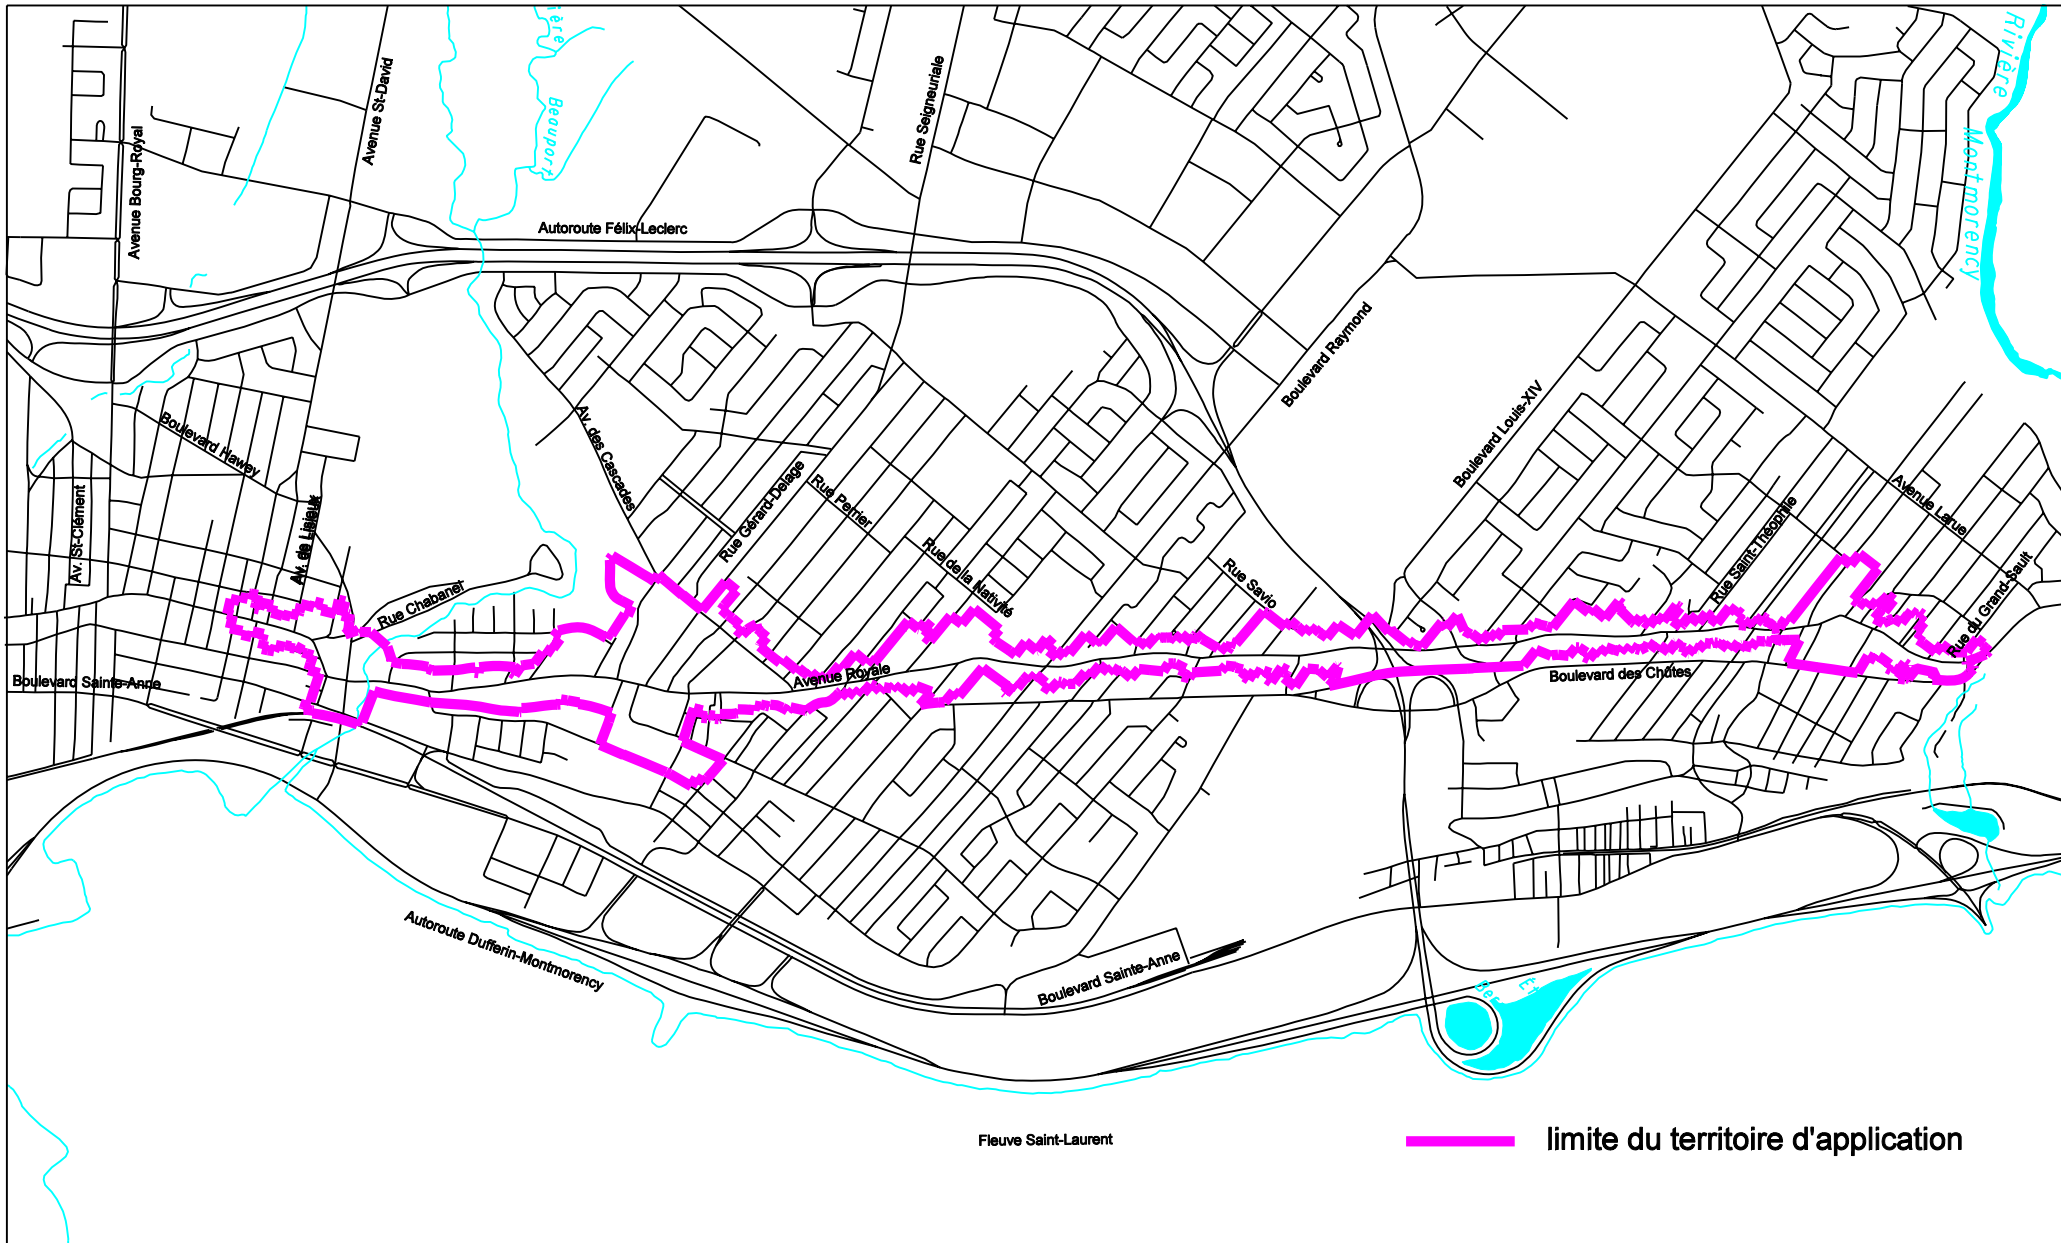 Rivière
Montmorency
Beauport
Avenue St-David
Rue Seigneuriale
Avenue Bourg-Royal
Autoroute Félix-Leclerc
Boulevard Raymond
Boulevard Louis-XIV
Boulevard Hawey
Av. des Cascades
Rue Gérard-Delage
Rue Perrier
Avenue Larue
Av. St-Clément
Av. de Lisieux
Rue de la Nativité
Rue Savio
Rue Saint-Théophile
Rue du Grand-Sault
Rue Chabanel
Avenue Royale
Boulevard des Chûtes
Boulevard Sainte-Anne
Autoroute Dufferin-Montmorency
Boulevard Sainte-Anne
Fleuve Saint-Laurent
limite du territoire d'application